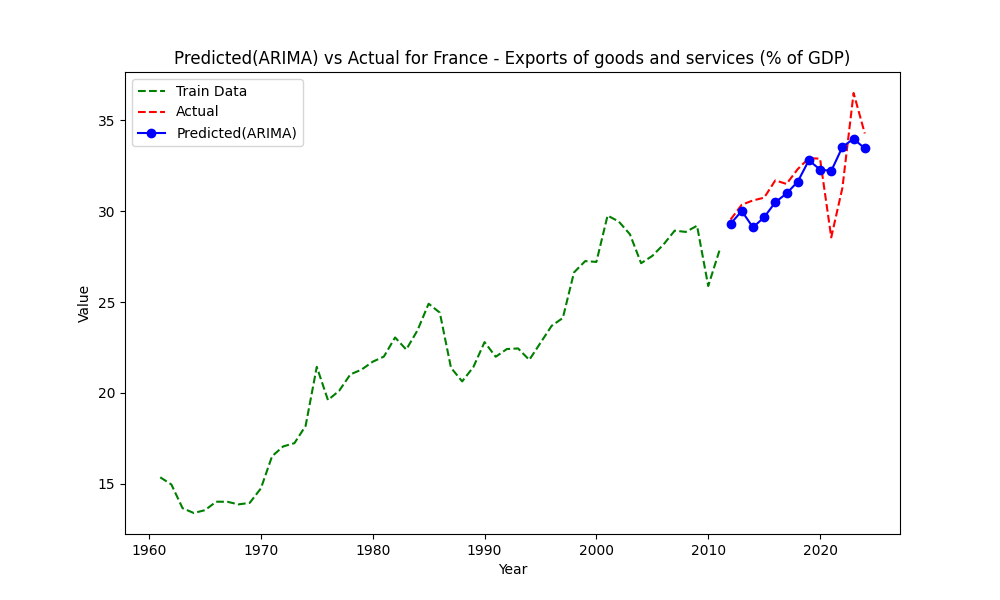 Predicted(ARIMA) vs Actual for France - Exports of goods and services (% of GDP)
Train Data
Actual
Predicted(ARIMA)
35
30
25
20
15
Value
1960 1970 1980 1990 2000 2010 2020
Year